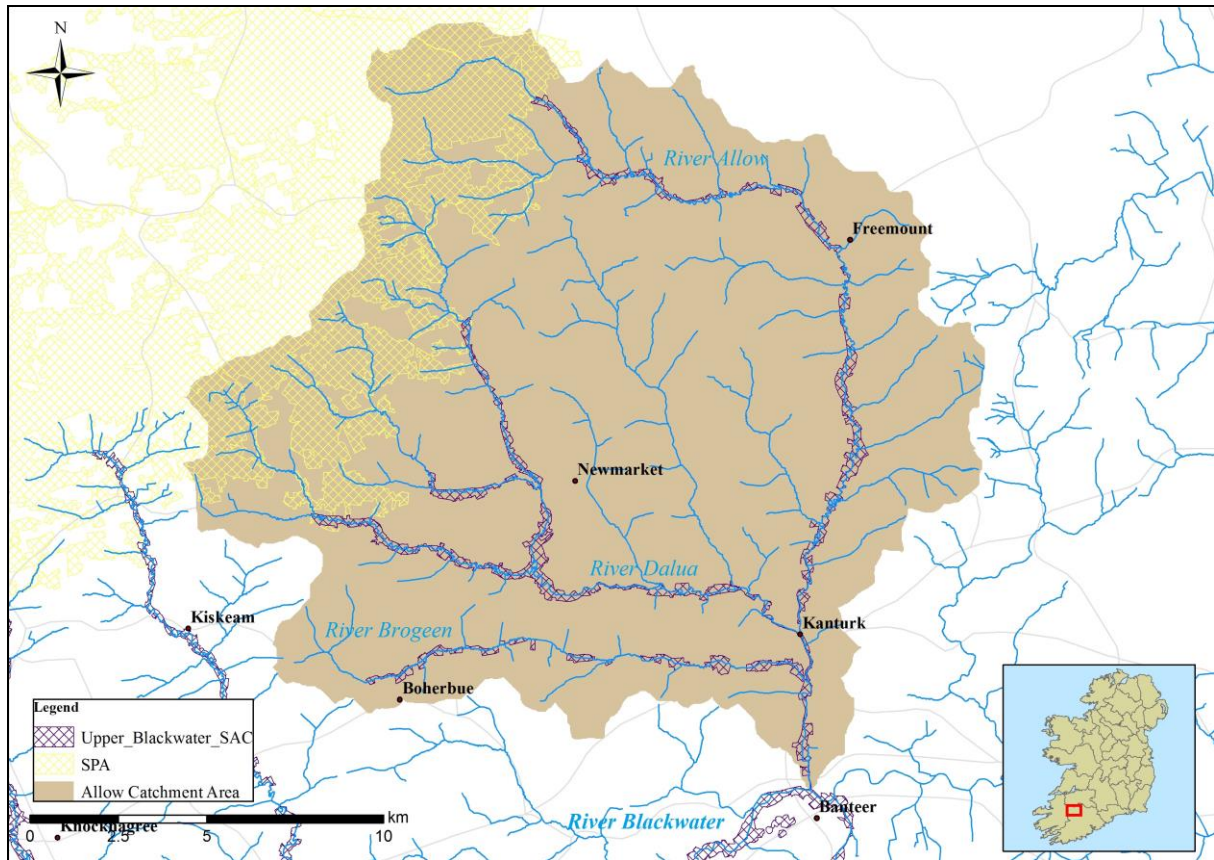 N
River Allow
Freemount
Newmarket
River Dalua
Kiskeam
River Brogeen
Kanturk
Boherbue
Legend
Upper_Blackwater_SAC
SPA
Allow Catchment Area
km
0 2.5 5 10
Knocknagree
River Blackwater
Banteer